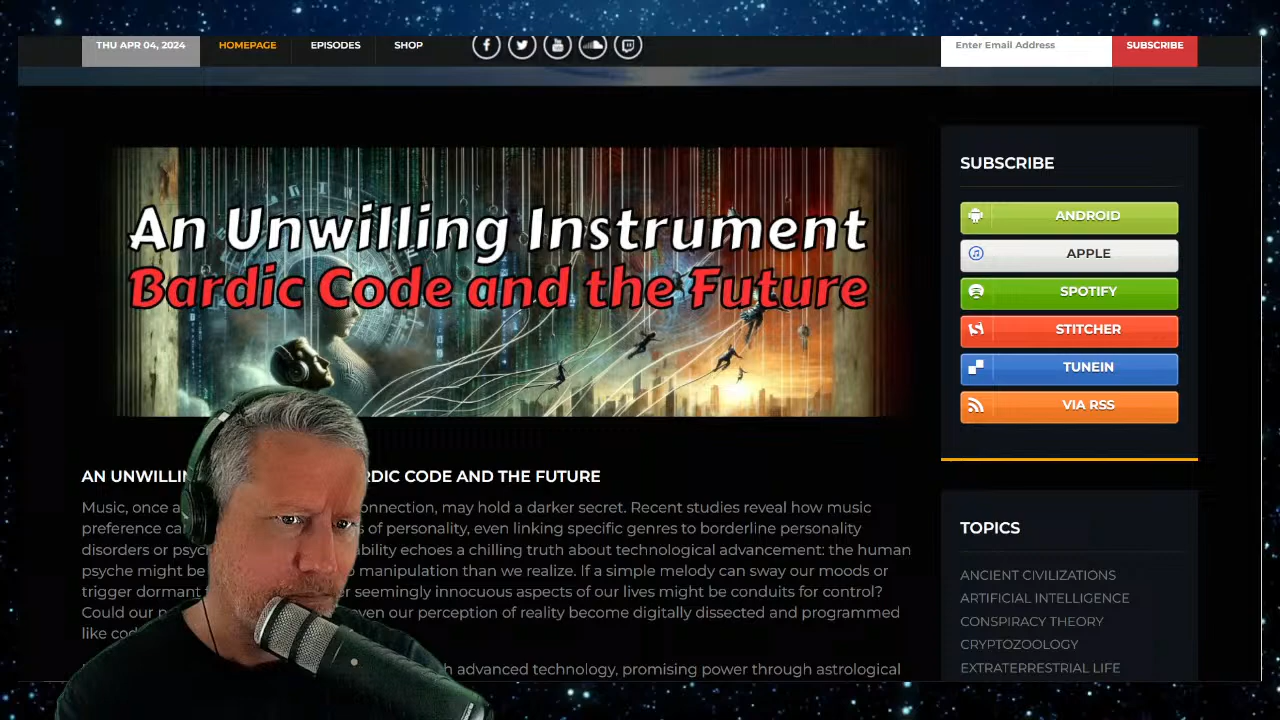 THU APR 04, 2024
HOMEPAGE
EPISODES
SHOP
Enter Email Address
SUBSCRIBE
An Unwilling Instrument
Bardic Code and the Future
AN UNWILLIN RDIC CODE AND THE FUTURE
Music, once a onnection, may hold a darker secret. Recent studies reveal how music
preference ca s of personality, even linking specific genres to borderline personality
disorders or psyc ability echoes a chilling truth about technological advancement: the human
psyche might be manipulation than we realize. If a simple melody can sway our moods or
trigger dormant seemingly innocuous aspects of our lives might be conduits for control?
Could our even our perception of reality become digitally dissected and programmed
like cod
advanced technology, promising power through astrological
SUBSCRIBE
ANDROID
APPLE
SPOTIFY
STITCHER
TUNEIN
VIA RSS
TOPICS
ANCIENT CIVILIZATIONS
ARTIFICIAL INTELLIGENCE
CONSPIRACY THEORY
CRYPTOZOOLOGY
EXTRATERRESTRIAL LIFE